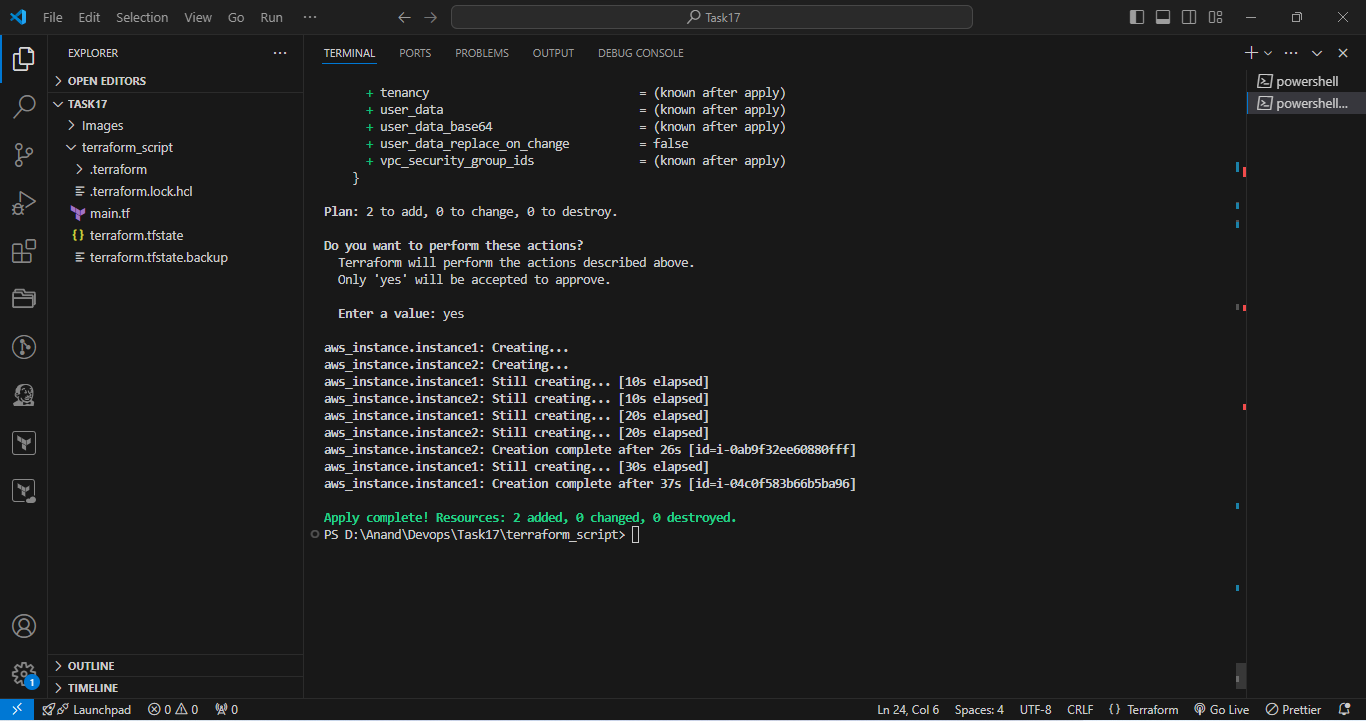 File Edit Selection View Go Run ··· Task17
EXPLORER ···
OPEN EDITORS
TASK17
Images
terraform_script
.terraform
.terraform.lock.hcl
main.tf
terraform.tfstate
terraform.tfstate.backup
OUTLINE
TIMELINE
TERMINAL PORTS PROBLEMS OUTPUT DEBUG CONSOLE
+ tenancy = (known after apply)
+ user_data = (known after apply)
+ user_data_base64 = (known after apply)
+ user_data_replace_on_change = false
+ vpc_security_group_ids = (known after apply)
}
Plan: 2 to add, 0 to change, 0 to destroy.
Do you want to perform these actions?
Terraform will perform the actions described above.
Only 'yes' will be accepted to approve.
Enter a value: yes
aws_instance.instance1: Creating...
aws_instance.instance2: Creating...
aws_instance.instance1: Still creating... [10s elapsed]
aws_instance.instance2: Still creating... [10s elapsed]
aws_instance.instance1: Still creating... [20s elapsed]
aws_instance.instance2: Still creating... [20s elapsed]
aws_instance.instance2: Creation complete after 26s [id=i-0ab9f32ee60880fff]
aws_instance.instance1: Still creating... [30s elapsed]
aws_instance.instance1: Creation complete after 37s [id=i-04c0f583b66b5ba96]
Apply complete! Resources: 2 added, 0 changed, 0 destroyed.
PS D:\Anand\Devops\Task17\terraform_script>
powershell
powershell...
1
Launchpad 0 0 0 Ln 24, Col 6 Spaces: 4 UTF-8 CRLF {} Terraform Go Live Prettier